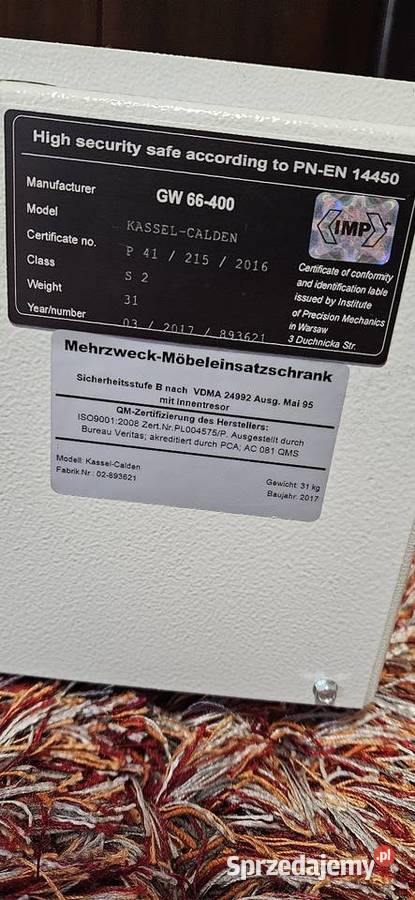 High security safe according to PN-EN 14450
Manufacturer GW 66-400
Model KASSEL-CALDEN
Certificate no. P 41 / 215 / 2016
Class S 2
Weight 31
Year/number 03 / 2017 / 893621
IMP
Certificate of conformity
and identification lable
issued by Institute
of Precision Mechanics
in Warsaw
3 Duchnicka Str.
Mehrzweck-Möbeleinsatzschrank
Sicherheitsstufe B nach VDMA 24992 Ausg. Mai 95
mit Innentresor
QM-Zertifizierung des Herstellers:
ISO9001:2008 Zert.Nr.PL004575/P. Ausgestellt durch
Bureau Veritas; akreditiert durch PCA; AC 081 QMS
Modell: Kassel-Calden
Fabrik Nr.: 02-893621
Gewicht: 31 kg
Baujahr: 2017
Sprzedajemy.pl